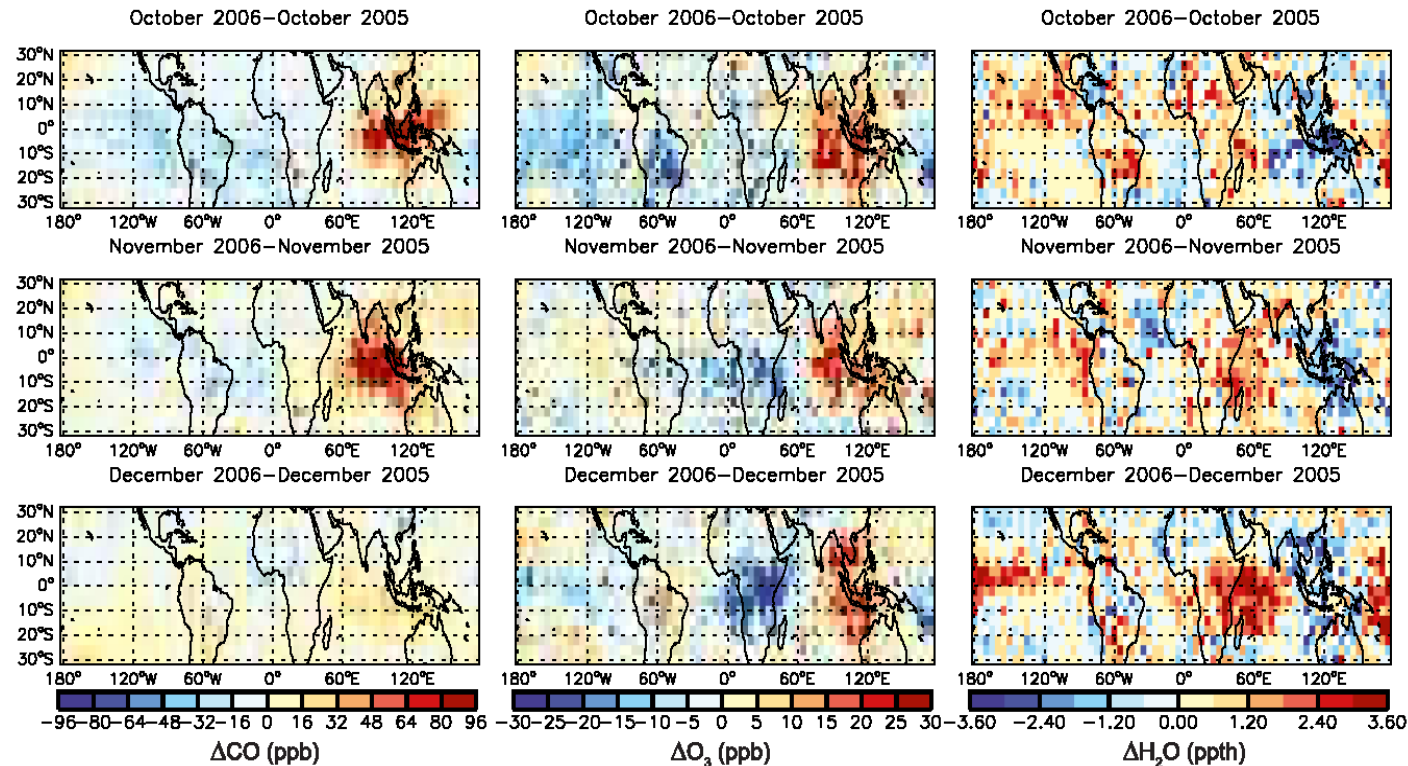 October 2006−October 2005 October 2006−October 2005 October 2006−October 2005
30°N
20°N
10°N
0°
10°S
20°S
30°S
180° 120°W 60°W 0° 60°E 120°E 180° 120°W 60°W 0° 60°E 120°E 180° 120°W 60°W 0° 60°E 120°E
November 2006−November 2005 November 2006−November 2005 November 2006−November 2005
30°N
20°N
10°N
0°
10°S
20°S
30°S
180° 120°W 60°W 0° 60°E 120°E 180° 120°W 60°W 0° 60°E 120°E 180° 120°W 60°W 0° 60°E 120°E
December 2006−December 2005 December 2006−December 2005 December 2006−December 2005
30°N
20°N
10°N
0°
10°S
20°S
30°S
180° 120°W 60°W 0° 60°E 120°E 180° 120°W 60°W 0° 60°E 120°E 180° 120°W 60°W 0° 60°E 120°E
−96−80−64−48−32−16 0 16 32 48 64 80 96 −30−25−20−15−10 −5 0 5 10 15 20 25 30 −3.60 −2.40 −1.20 0.00 1.20 2.40 3.60
ΔCO (ppb) ΔO₃ (ppb) ΔH₂O (ppth)